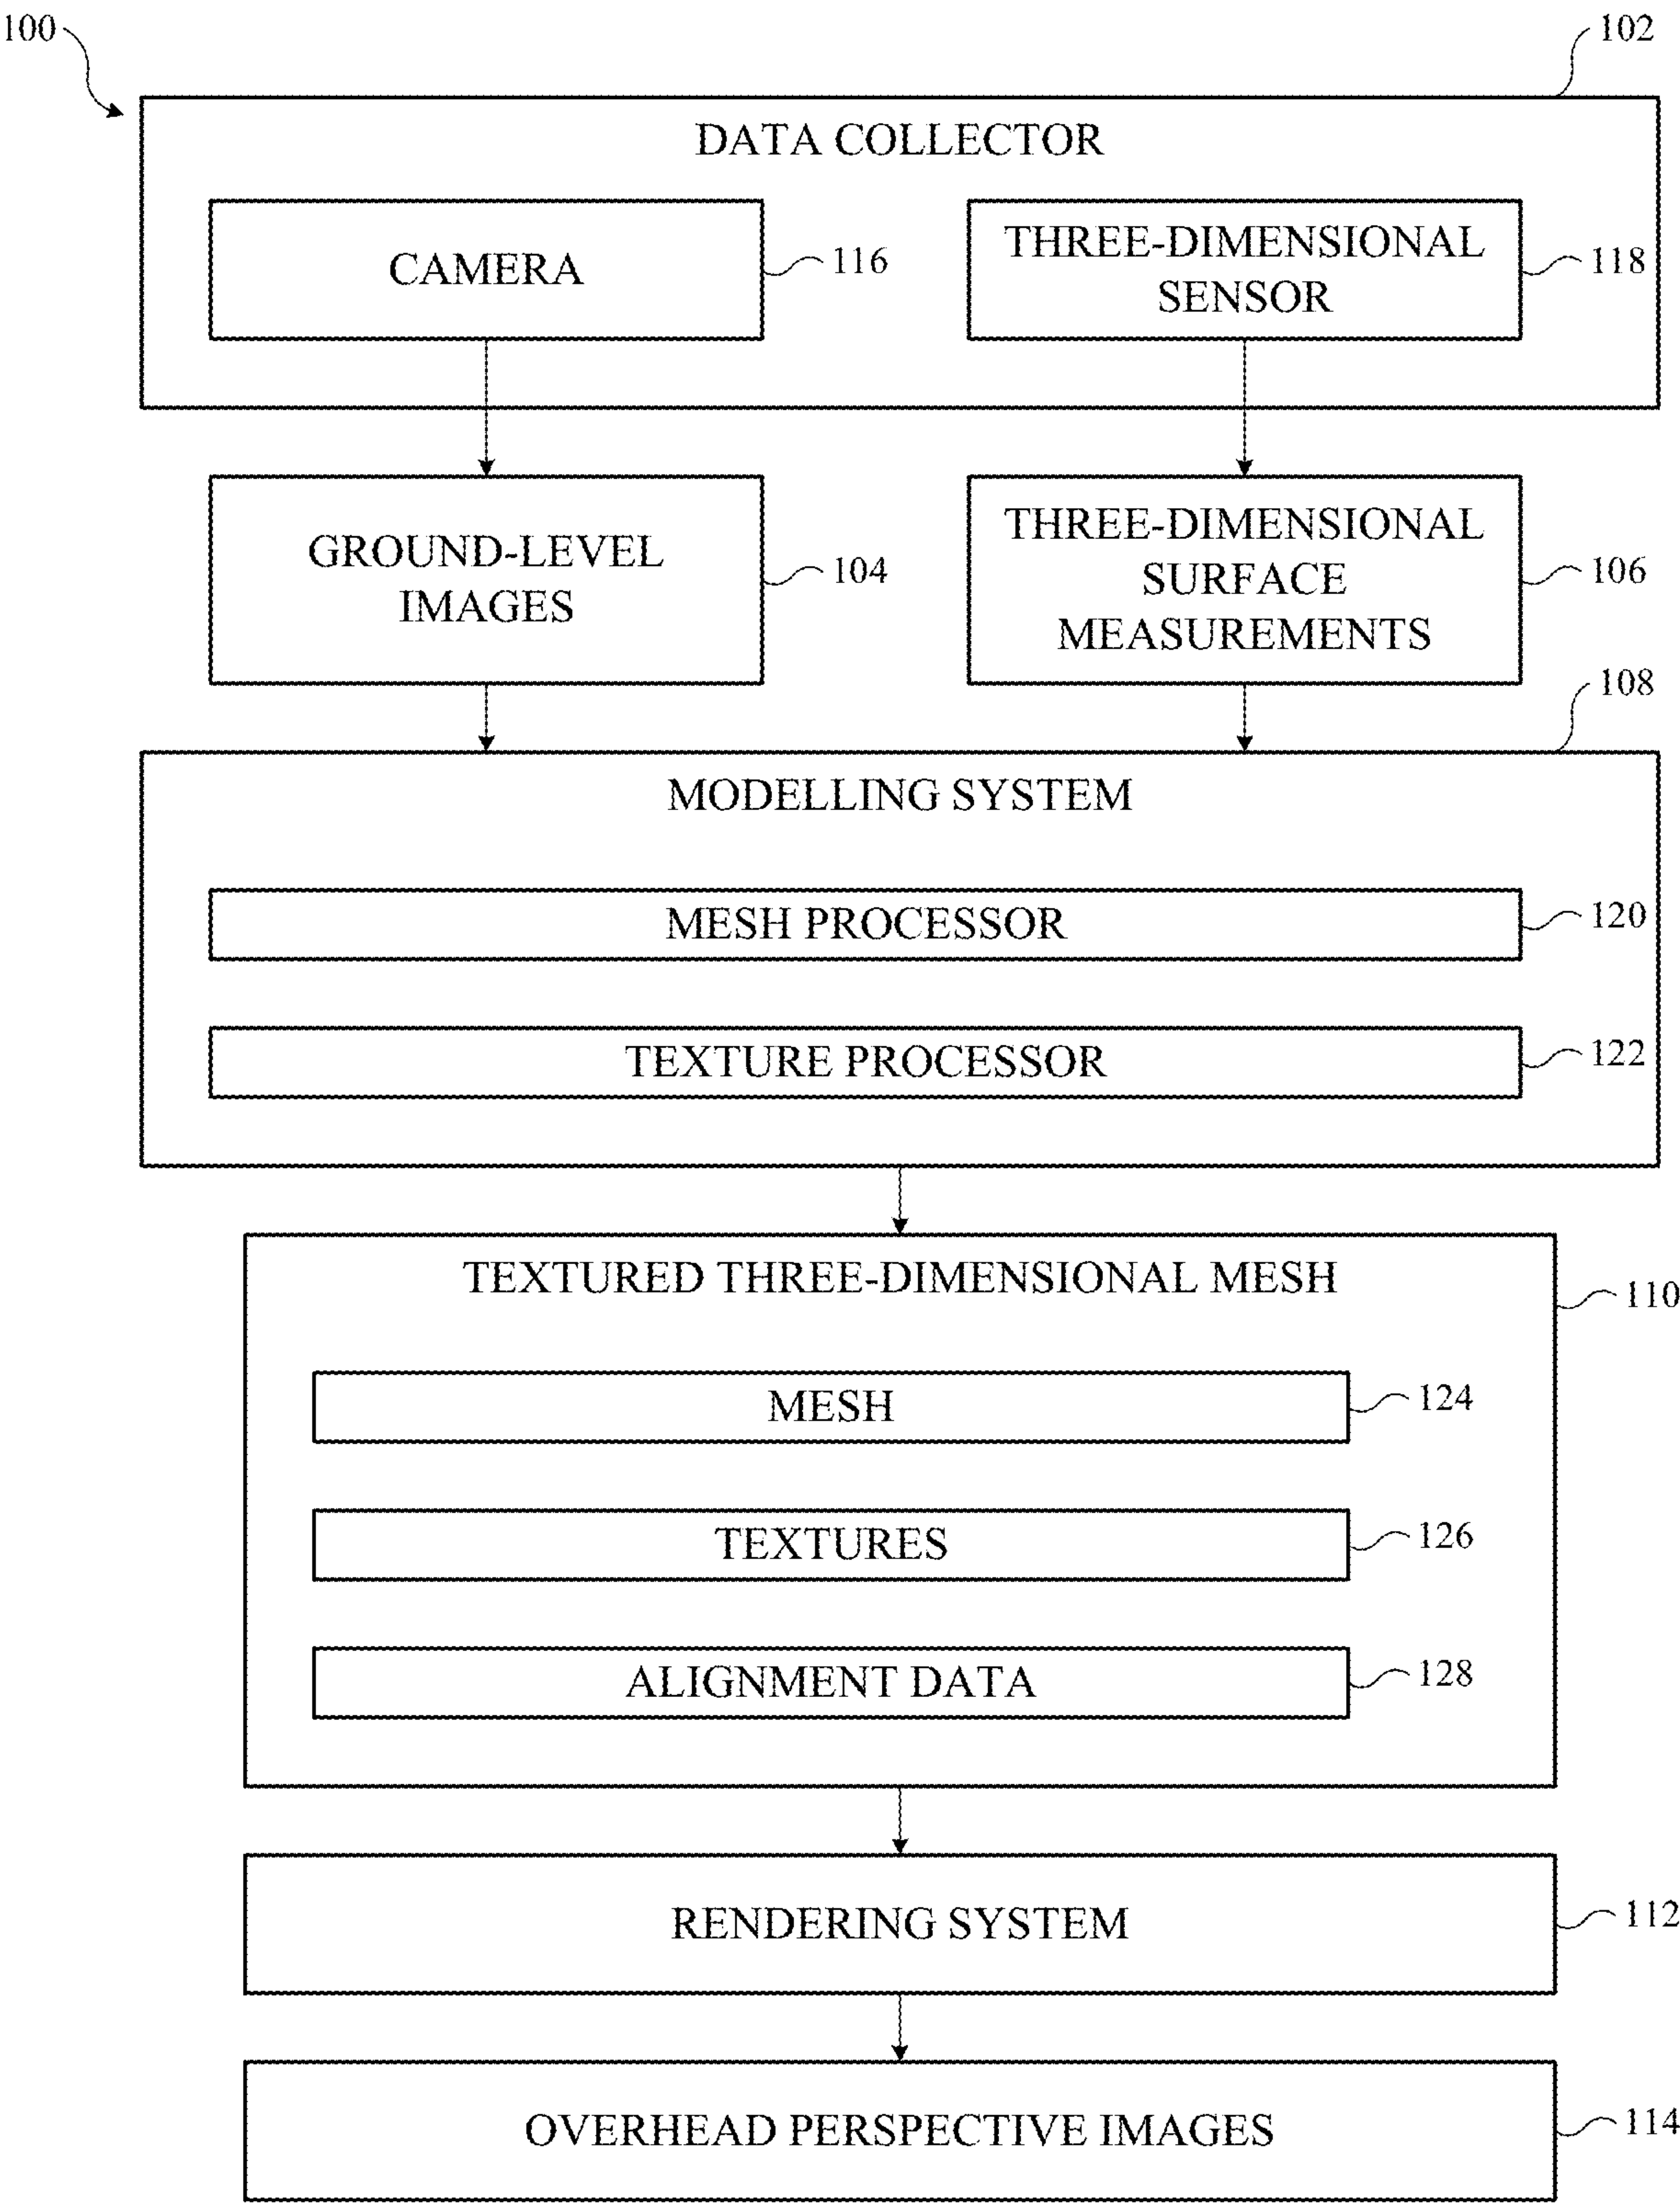 100
102
DATA COLLECTOR
CAMERA
116
THREE-DIMENSIONAL
SENSOR
118
GROUND-LEVEL
IMAGES
104
THREE-DIMENSIONAL
SURFACE
MEASUREMENTS
106
108
MODELLING SYSTEM
MESH PROCESSOR
120
TEXTURE PROCESSOR
122
TEXTURED THREE-DIMENSIONAL MESH
110
MESH
124
TEXTURES
126
ALIGNMENT DATA
128
RENDERING SYSTEM
112
OVERHEAD PERSPECTIVE IMAGES
114